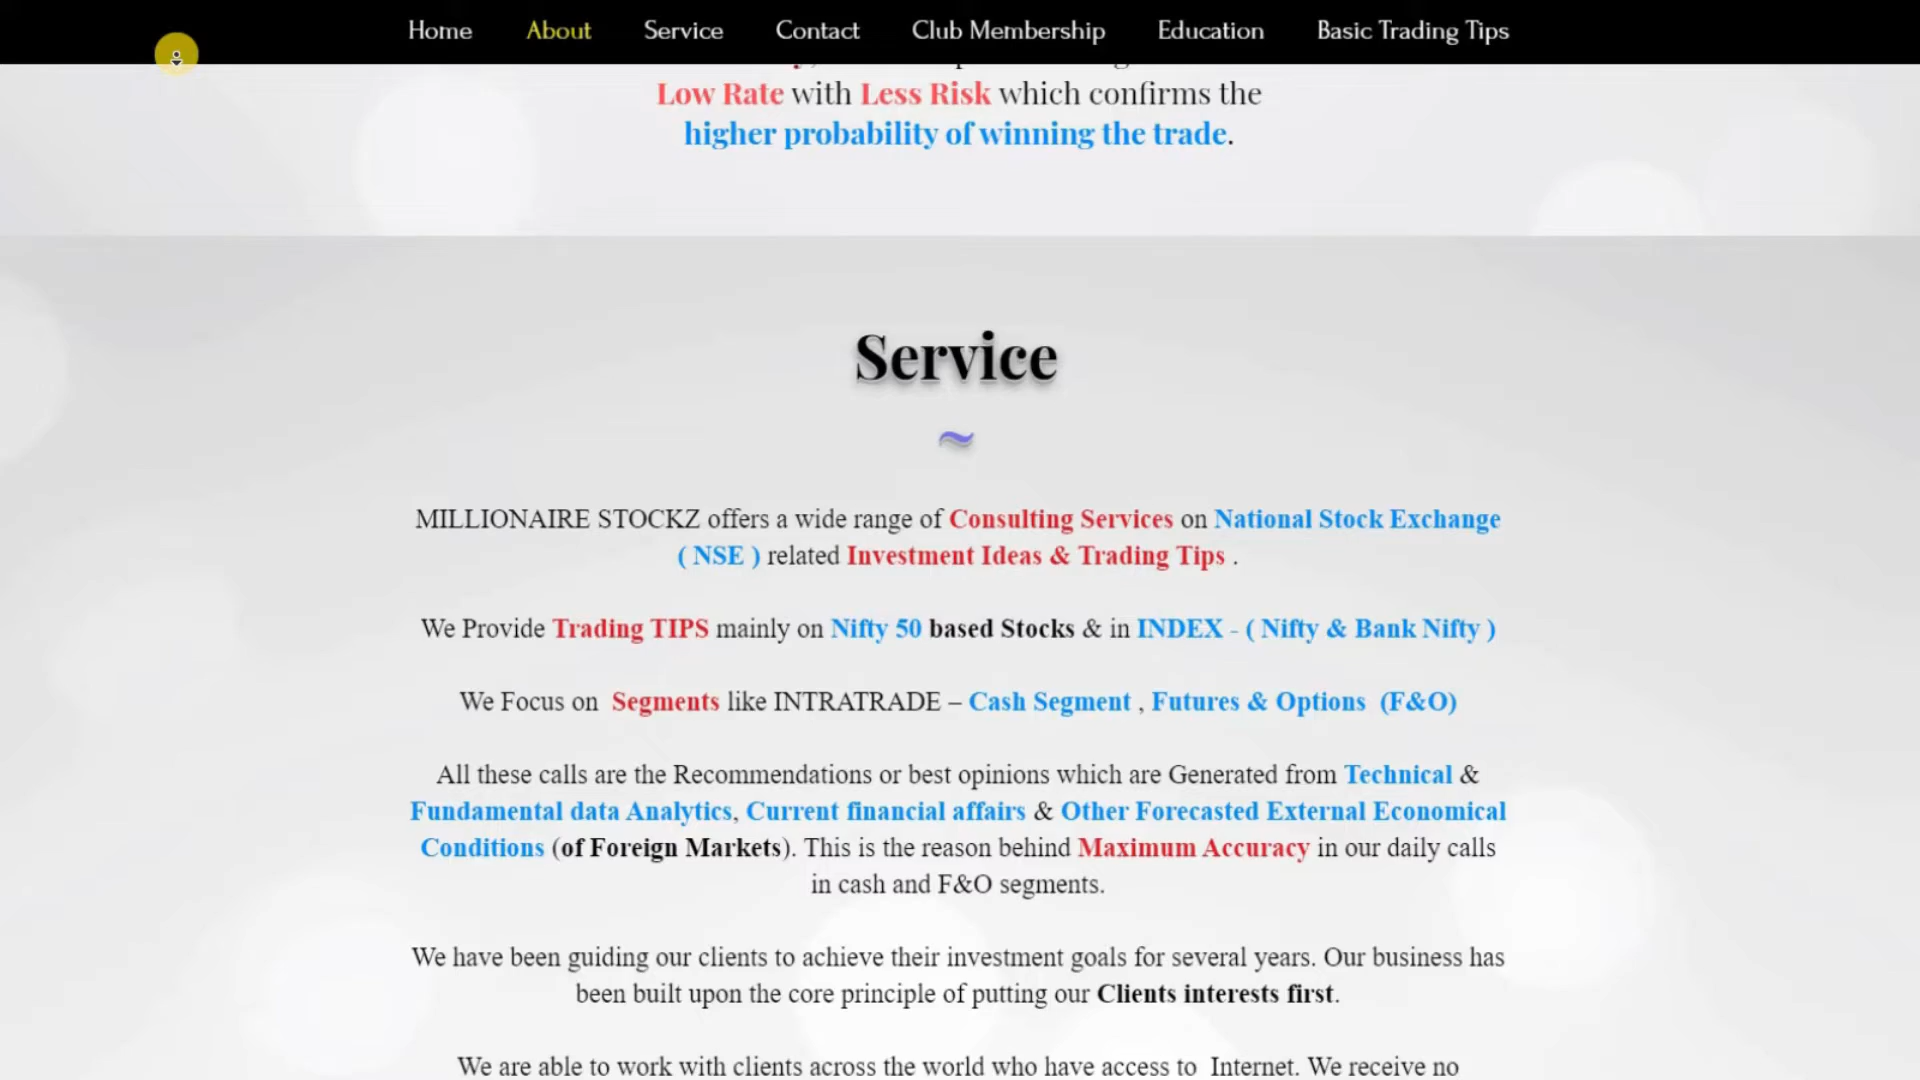 Home About Service Contact Club Membership Education Basic Trading Tips
Low Rate with Less Risk which confirms the
higher probability of winning the trade.
Service
~
MILLIONAIRE STOCKZ offers a wide range of Consulting Services on National Stock Exchange
( NSE ) related Investment Ideas & Trading Tips .
We Provide Trading TIPS mainly on Nifty 50 based Stocks & in INDEX - ( Nifty & Bank Nifty )
We Focus on Segments like INTRATRADE – Cash Segment , Futures & Options (F&O)
All these calls are the Recommendations or best opinions which are Generated from Technical &
Fundamental data Analytics, Current financial affairs & Other Forecasted External Economical
Conditions (of Foreign Markets). This is the reason behind Maximum Accuracy in our daily calls
in cash and F&O segments.
We have been guiding our clients to achieve their investment goals for several years. Our business has
been built upon the core principle of putting our Clients interests first.
We are able to work with clients across the world who have access to Internet. We receive no